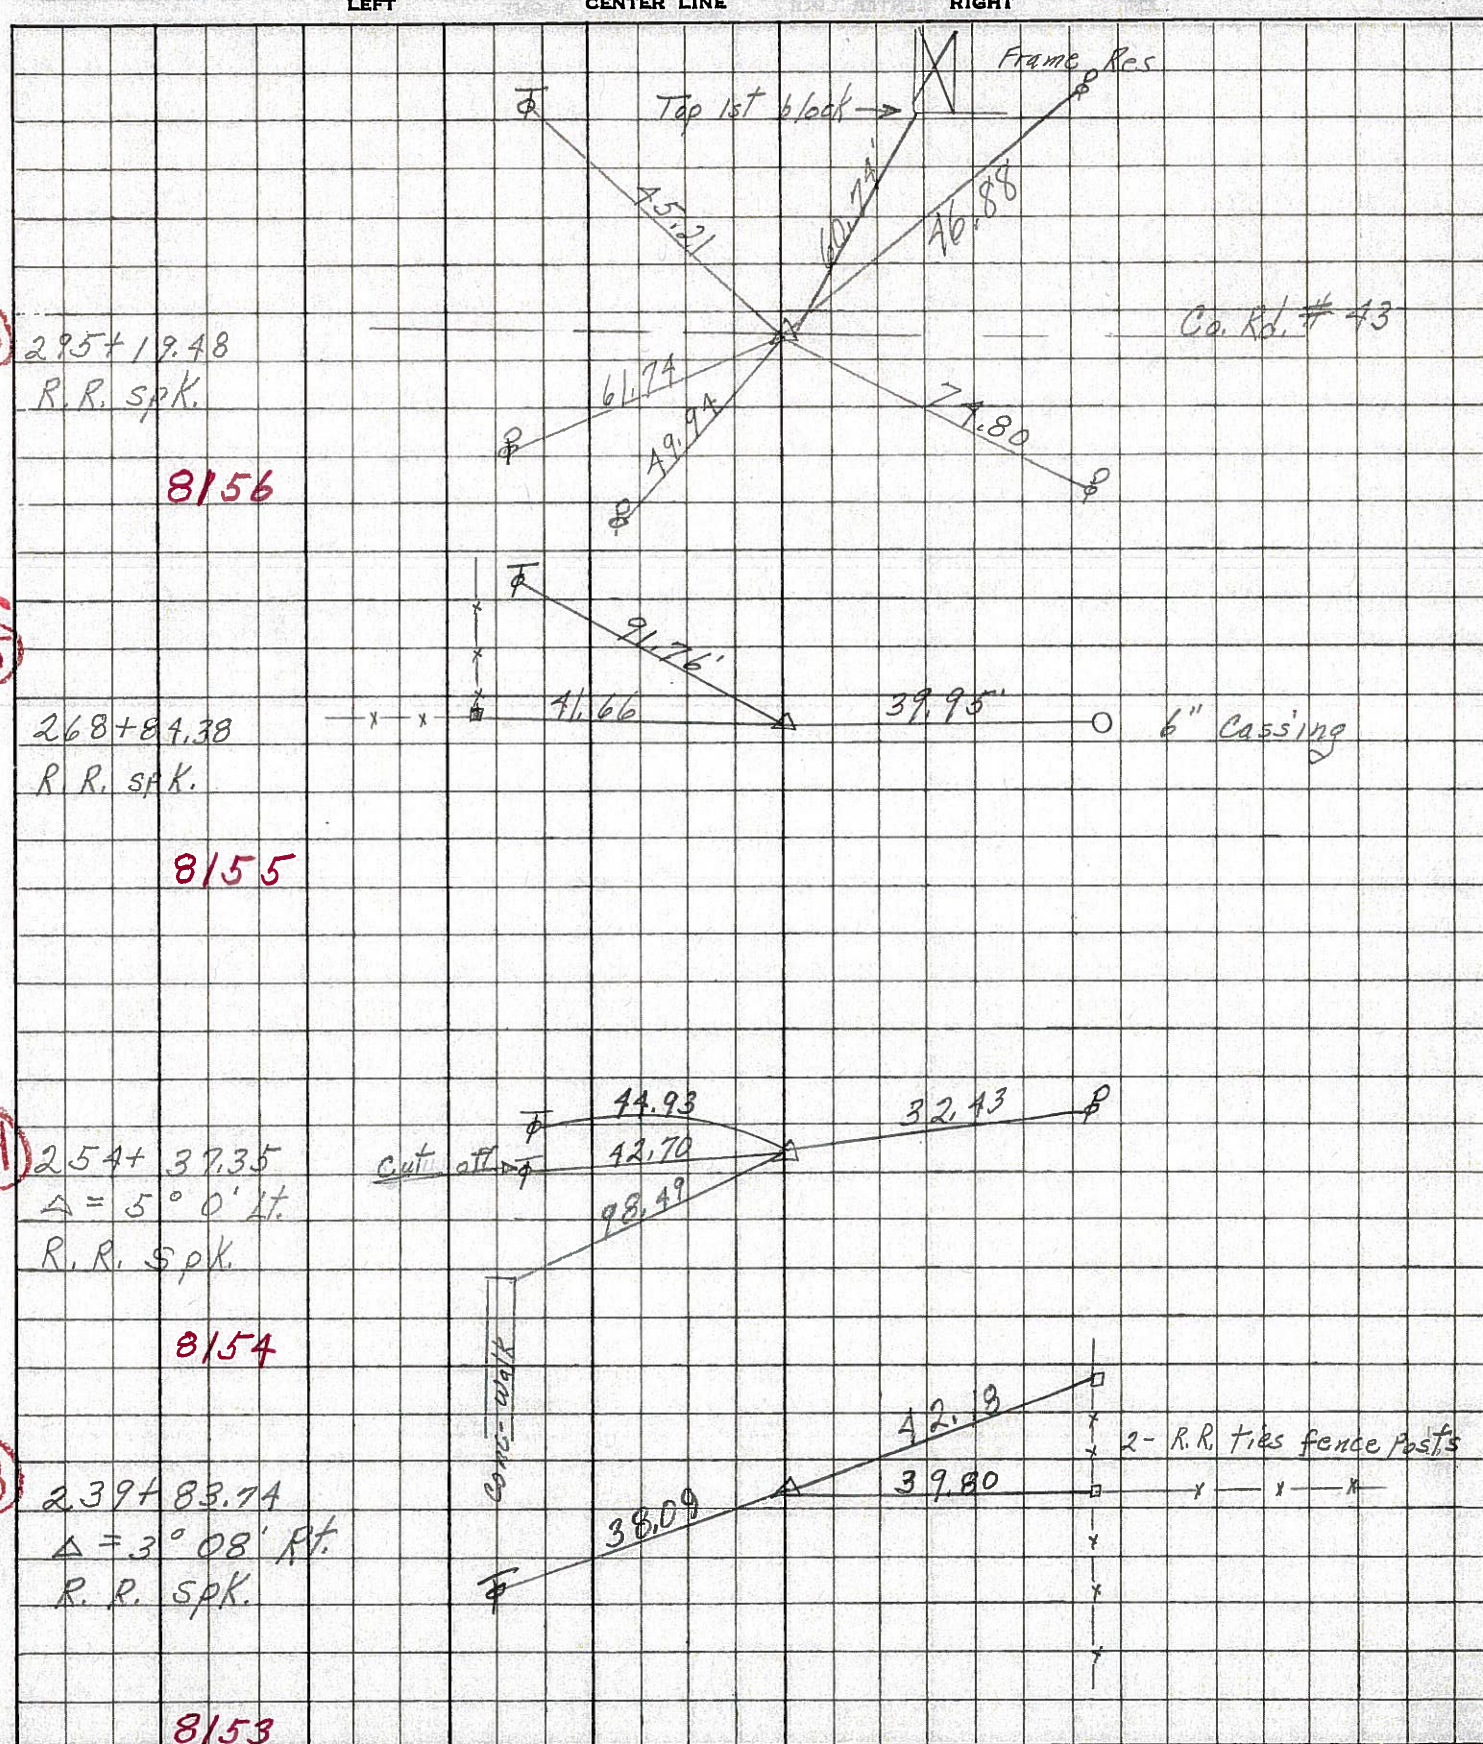 LEFT CENTER LINE RIGHT
Frame Res
Top 1st block
45.21
60.74'
46.88
Co. Rd. # 43
295+19.48
R.R. spk.
61.74
49.94
74.80
8156
91.76'
41.66
39.95'
6" Cassing
268+84.38
R.R. spk.
8155
44.93
32.43
42.70
Cut off
254+37.35
98.49
Δ = 5° 0' Lt.
R.R. spk.
8154
Conc- Walk
42.18
2- R.R. ties fence Posts
39.80
239+83.74
38.09
Δ = 3° 08' Rt.
R.R. spk.
8153